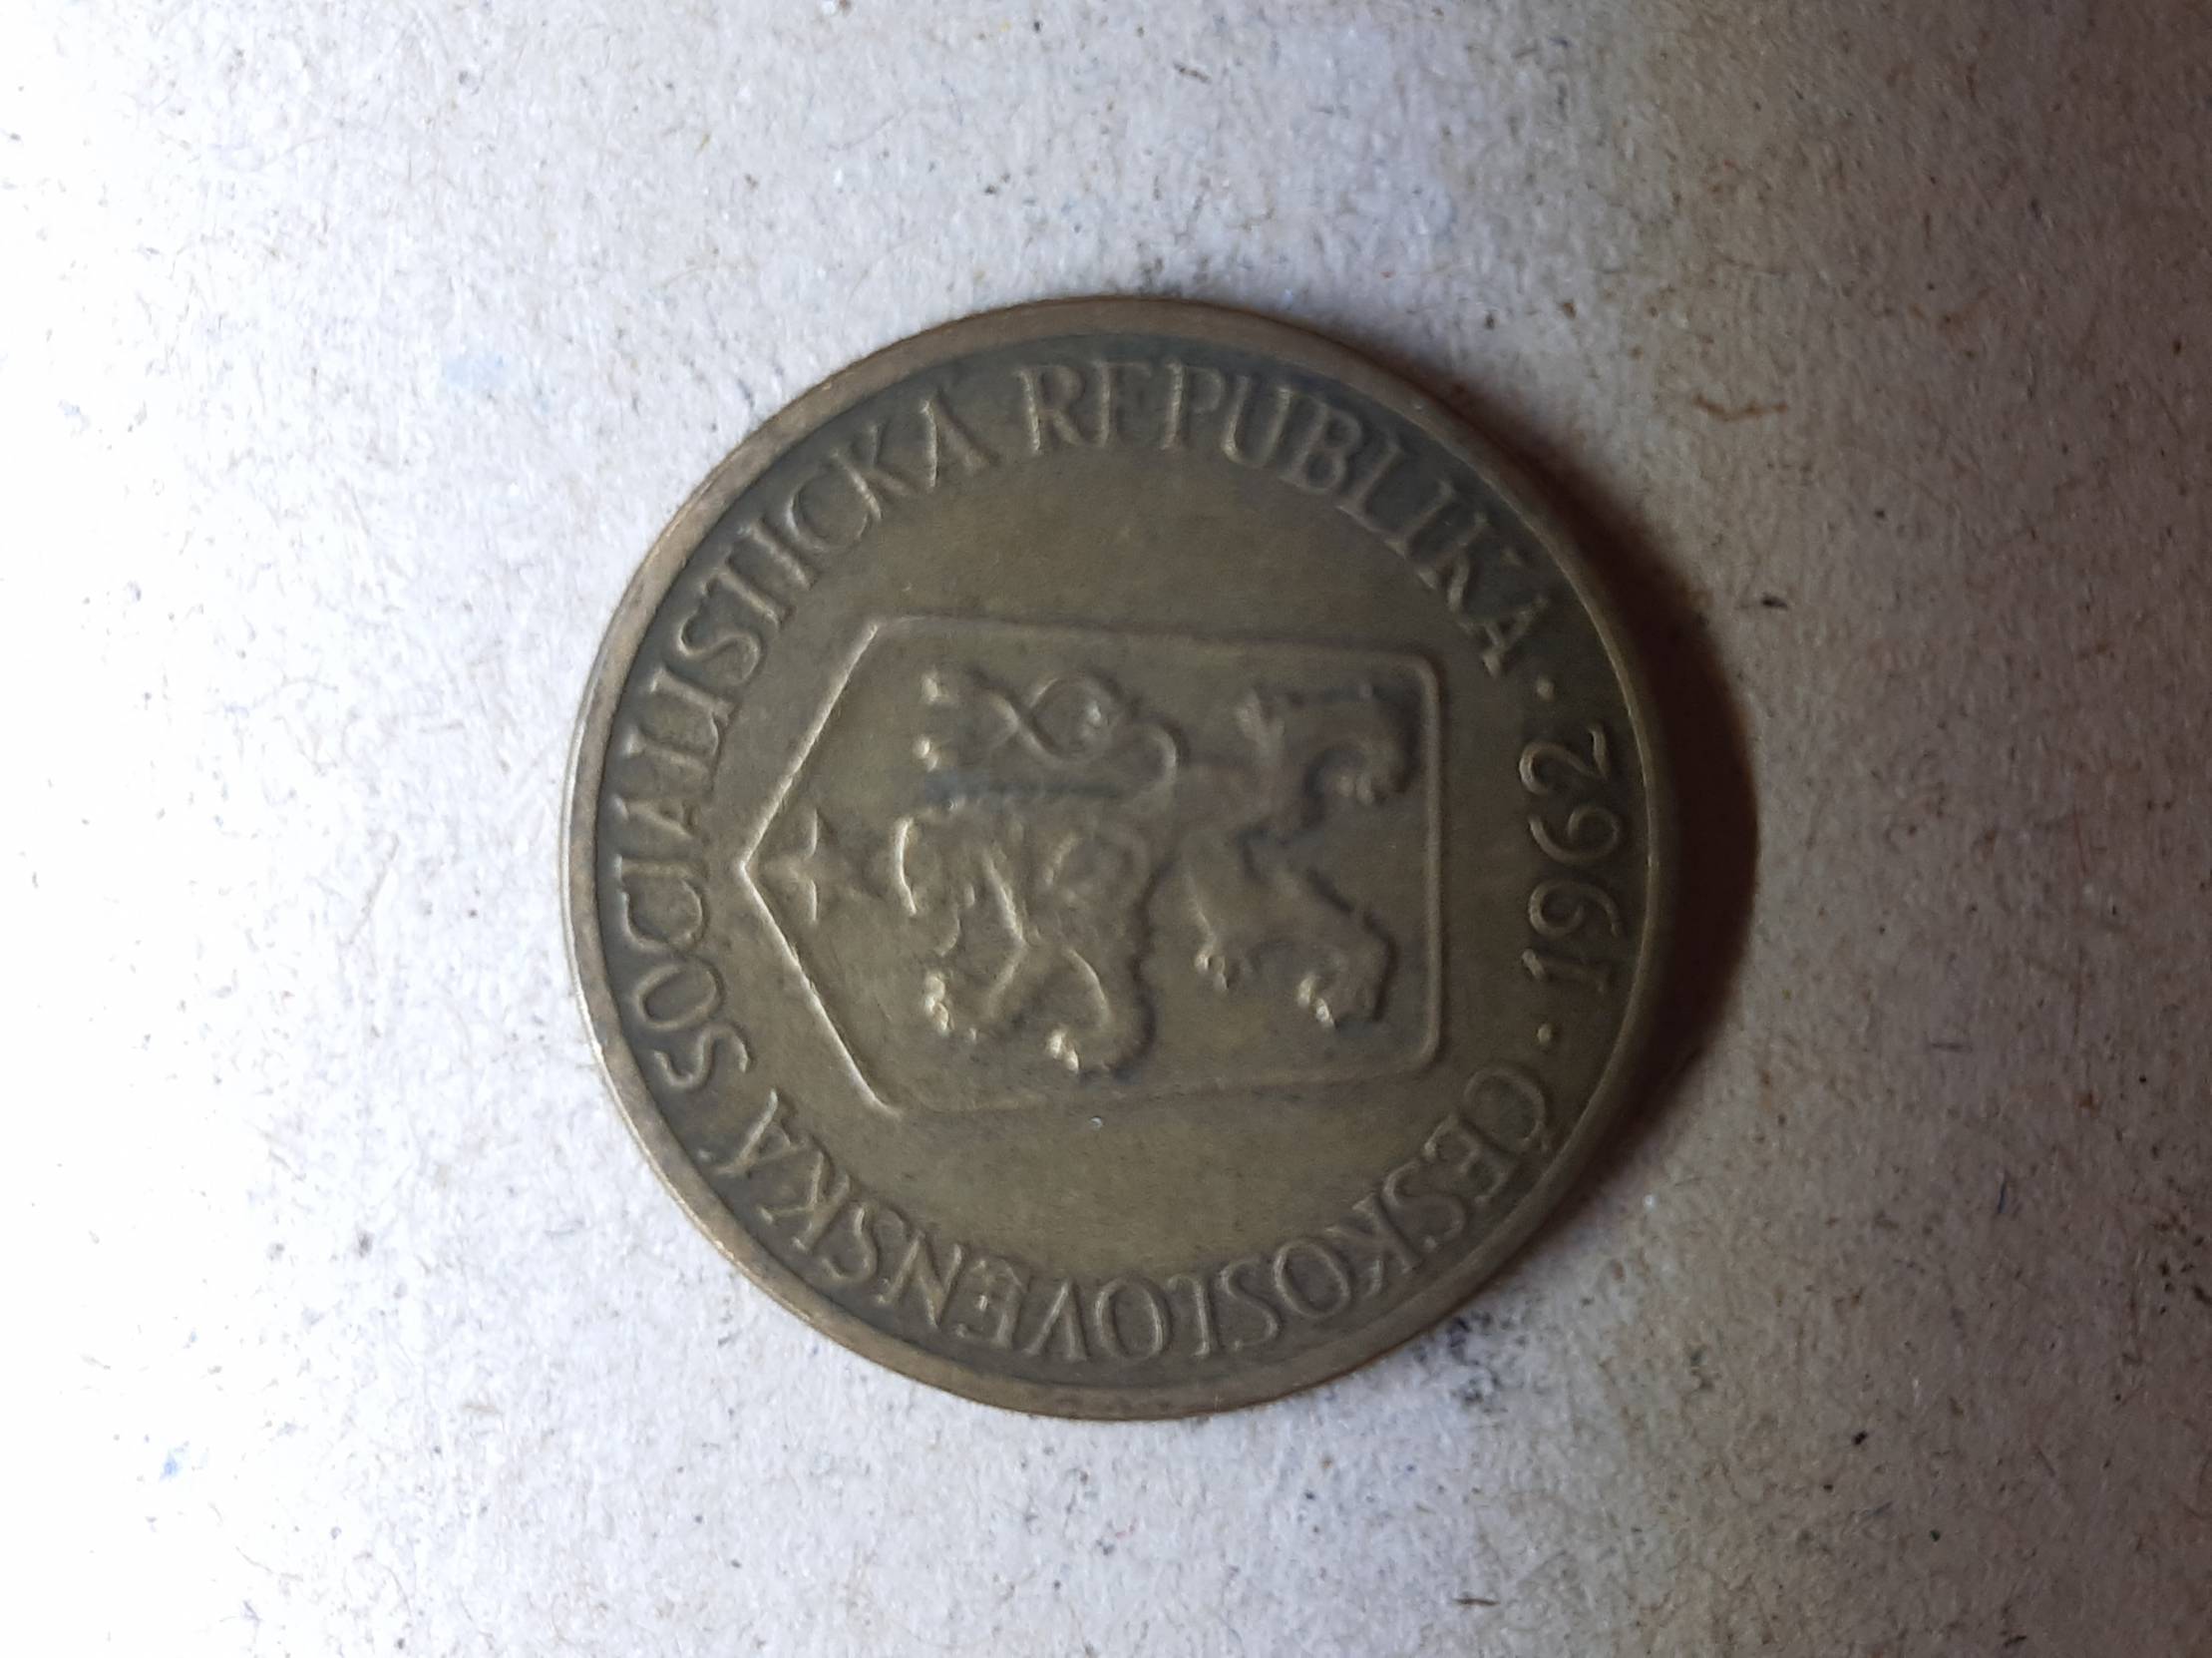 ČESKOSLOVENSKÁ SOCIALISTICKÁ REPUBLIKA • 1962 •